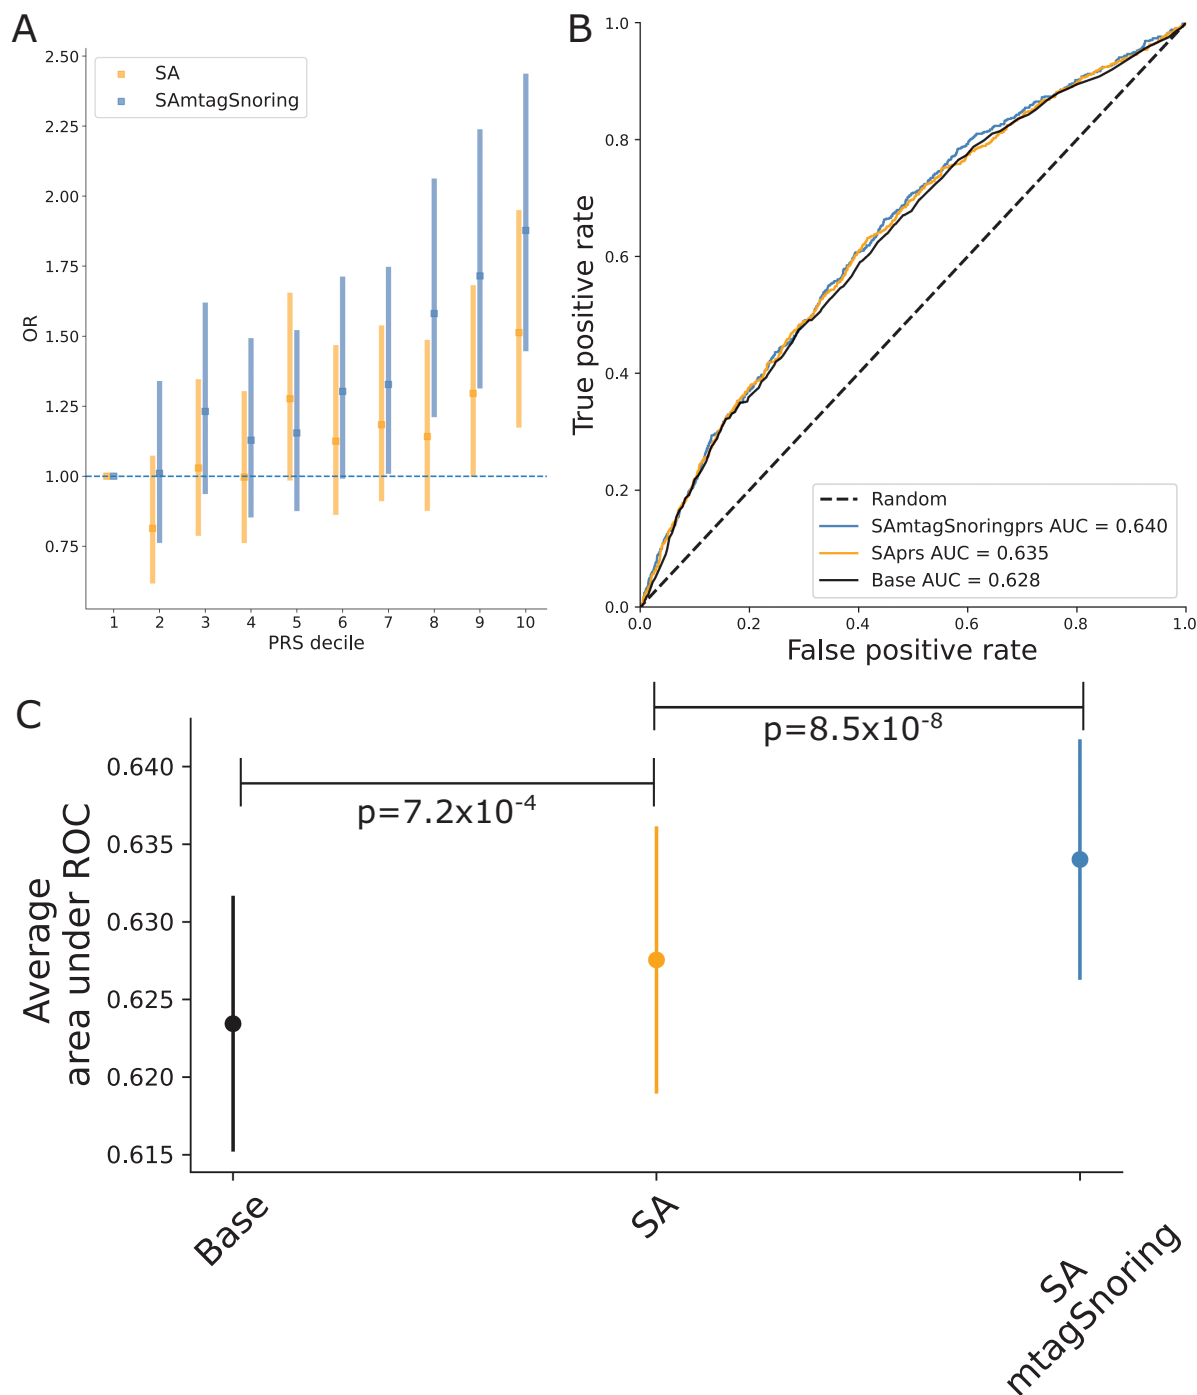 A
2.50
2.25
2.00
1.75
1.50
1.25
1.00
0.75
OR
SA
SAmtagSnoring
1 2 3 4 5 6 7 8 9 10
PRS decile
B
1.0
0.8
0.6
0.4
0.2
0.0
True positive rate
Random
SAmtagSnoringprs AUC = 0.640
SAprs AUC = 0.635
Base AUC = 0.628
0.0 0.2 0.4 0.6 0.8 1.0
False positive rate
C
p=8.5x10-8
p=7.2x10-4
0.640
0.635
0.630
0.625
0.620
0.615
Average
area under ROC
Base
SA
SA
mtagSnoring